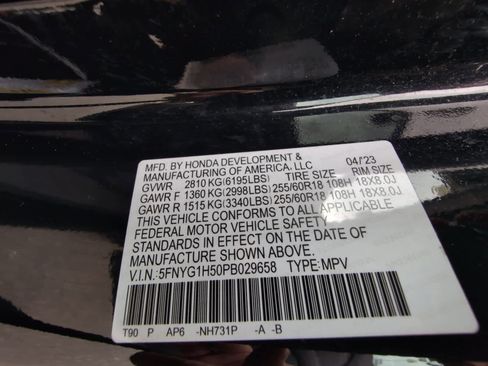 MFD. BY HONDA DEVELOPMENT & 04/'23
MANUFACTURING OF AMERICA, LLC
GVWR 2810 KG(6195LBS) TIRE SIZE RIM SIZE
GAWR F 1360 KG(2998LBS) 255/60R18 108H 18X8.0J
GAWR R 1515 KG(3340LBS) 255/60R18 108H 18X8.0J
THIS VEHICLE CONFORMS TO ALL APPLICABLE
FEDERAL MOTOR VEHICLE SAFETY
STANDARDS IN EFFECT ON THE DATE OF
MANUFACTURE SHOWN ABOVE.
V.I.N.: 5FNYG1H50PB029658 TYPE: MPV
T90 P AP6 -NH731P -A -B